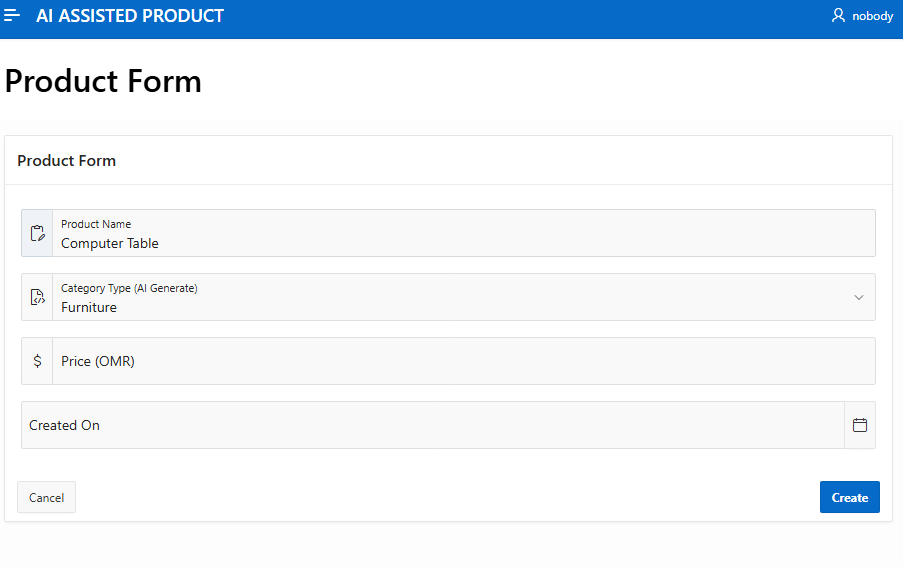 AI ASSISTED PRODUCT
nobody
Product Form
Product Form
Product Name
Computer Table
Category Type (AI Generate)
Furniture
$ Price (OMR)
Created On
Cancel
Create